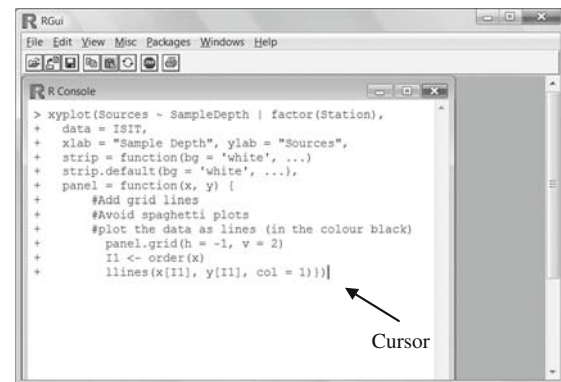 RGui
File Edit View Misc Packages Windows Help
R Console
> xyplot(Sources ~ SampleDepth | factor(Station),
+ data = ISIT,
+ xlab = "Sample Depth", ylab = "Sources",
+ strip = function(bg = 'white', ...)
+ strip.default(bg = 'white', ...),
+ panel = function(x, y) {
+ #Add grid lines
+ #Avoid spaghetti plots
+ #plot the data as lines (in the colour black)
+ panel.grid(h = -1, v = 2)
+ I1 <- order(x)
+ llines(x[I1], y[I1], col = 1)})
Cursor